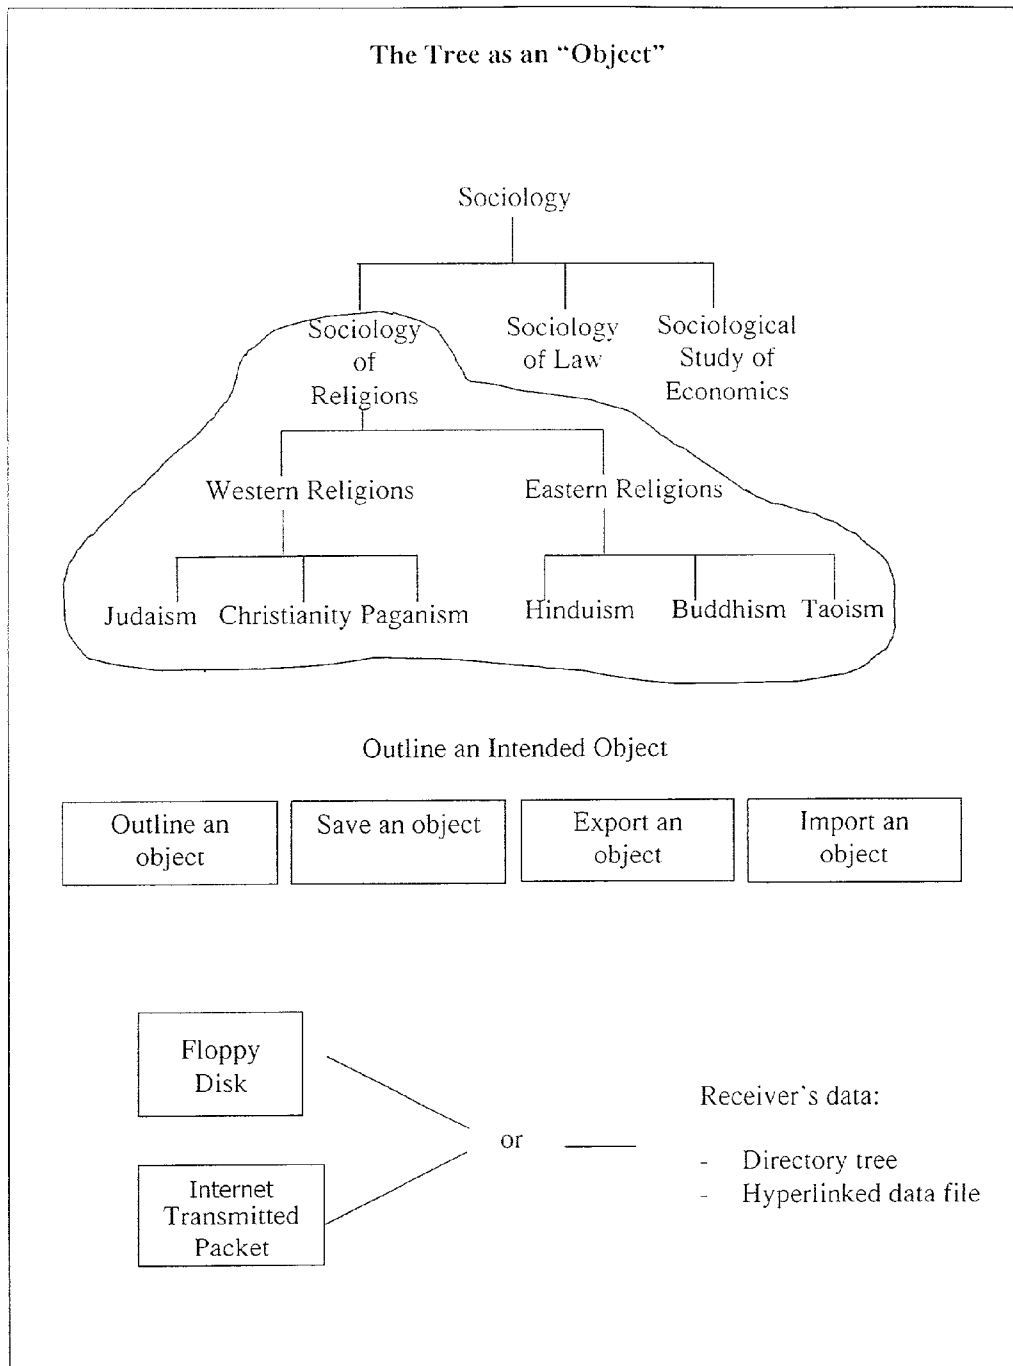 The Tree as an "Object"
Sociology
Sociology
of
Religions
Sociology
of Law
Sociological
Study of
Economics
Western Religions
Eastern Religions
Judaism Christianity Paganism
Hinduism Buddhism Taoism
Outline an Intended Object
Outline an
object
Save an object
Export an
object
Import an
object
Floppy
Disk
or
Internet
Transmitted
Packet
Receiver's data:
- Directory tree
- Hyperlinked data file